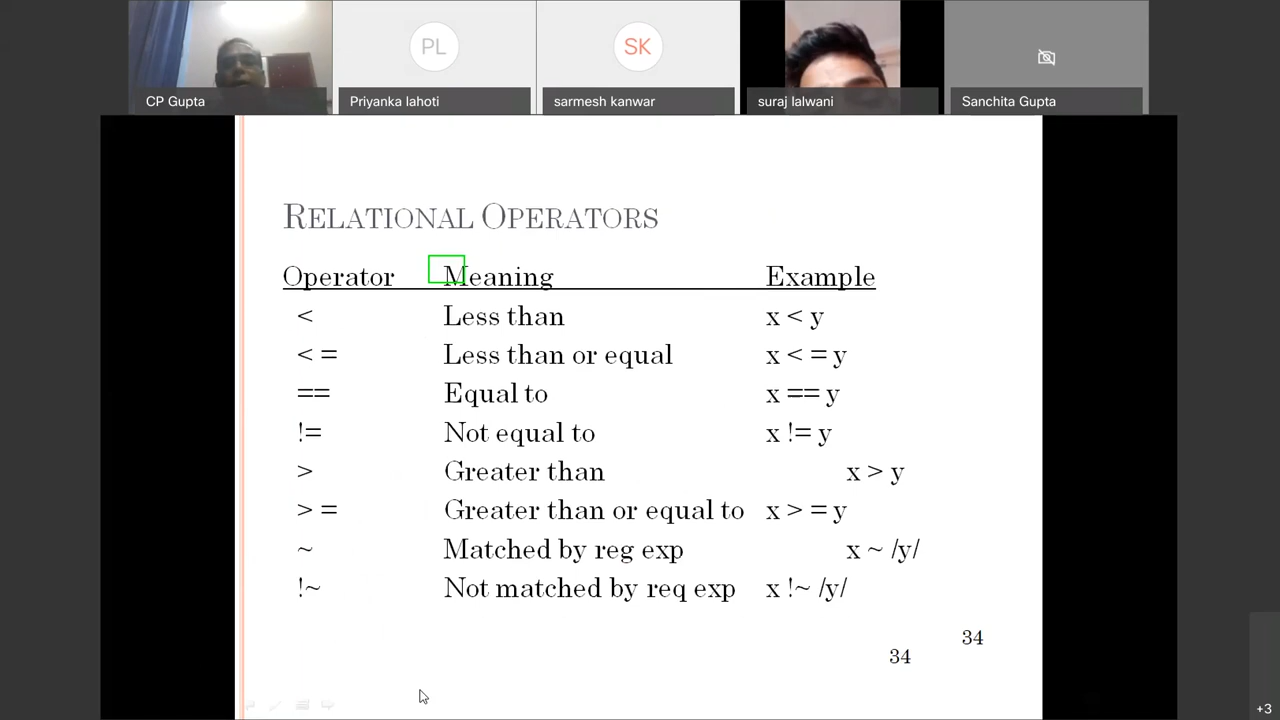 PL
SK
CP Gupta
Priyanka lahoti
sarmesh kanwar
suraj lalwani
Sanchita Gupta
RELATIONAL OPERATORS
Operator Meaning Example
< Less than x < y
< = Less than or equal x < = y
== Equal to x == y
!= Not equal to x != y
> Greater than x > y
> = Greater than or equal to x > = y
~ Matched by reg exp x ~ /y/
!~ Not matched by req exp x !~ /y/
34
34
+3